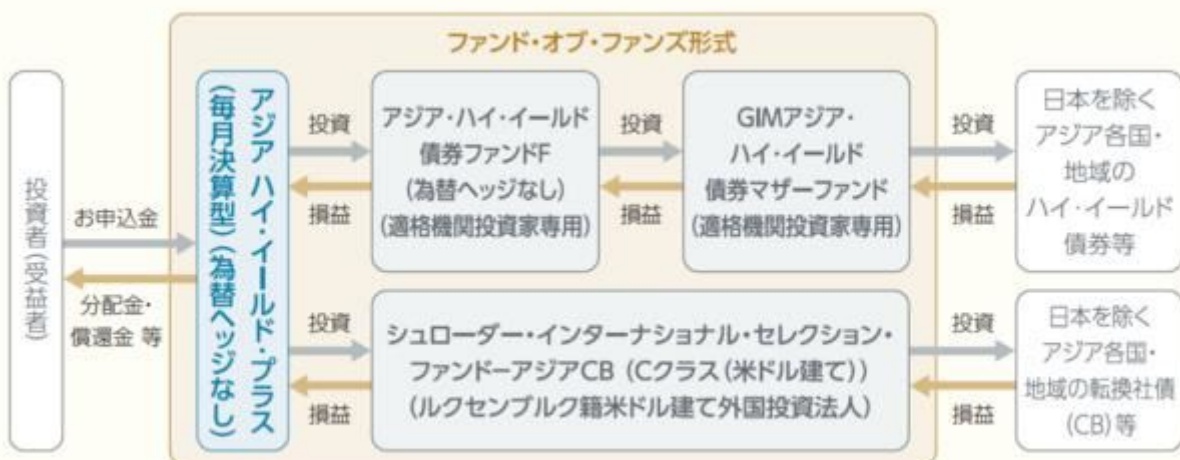 ファンド・オブ・ファンズ形式
投資者(受益者)
お申込金
分配金・
償還金 等
アジア ハイ・イールド・プラス
(毎月決算型)(為替ヘッジなし)
投資
損益
アジア・ハイ・イールド
債券ファンドF
(為替ヘッジなし)
(適格機関投資家専用)
投資
損益
GIMアジア・
ハイ・イールド
債券マザーファンド
(適格機関投資家専用)
投資
損益
日本を除く
アジア各国・
地域の
ハイ・イールド
債券等
投資
損益
シュローダー・インターナショナル・セレクション・
ファンドーアジアCB (Cクラス(米ドル建て))
(ルクセンブルク籍米ドル建て外国投資法人)
投資
損益
日本を除く
アジア各国・
地域の転換社債
(CB)等